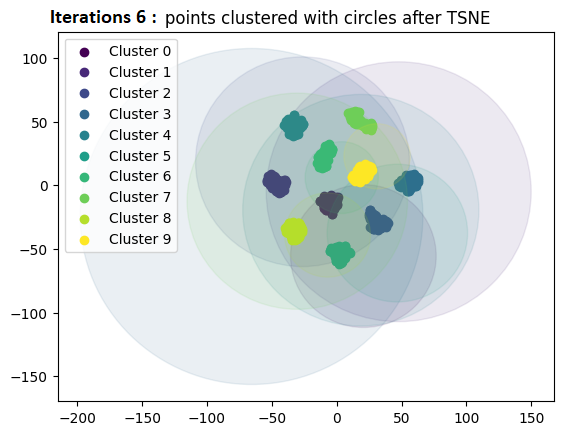 Iterations 6 : points clustered with circles after TSNE
100
50
0
−50
−100
−150
Cluster 0
Cluster 1
Cluster 2
Cluster 3
Cluster 4
Cluster 5
Cluster 6
Cluster 7
Cluster 8
Cluster 9
−200 −150 −100 −50 0 50 100 150